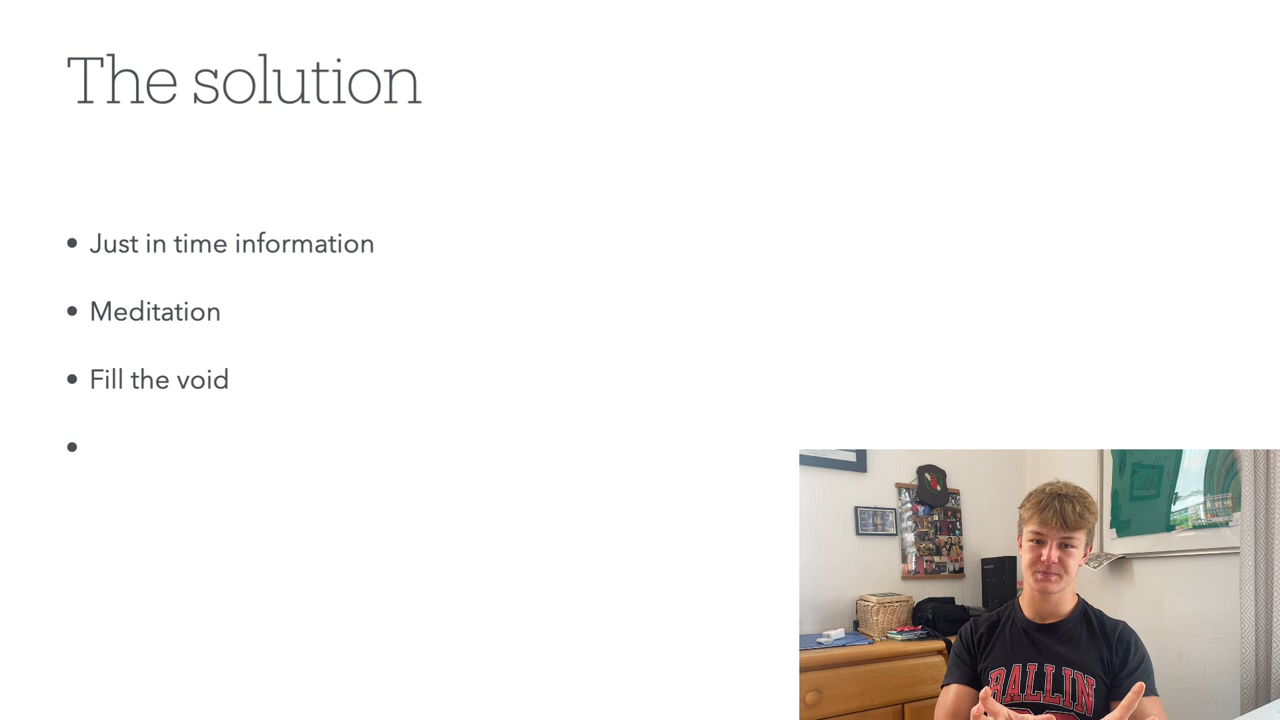 The solution
• Just in time information
• Meditation
• Fill the void
•
BALLIN